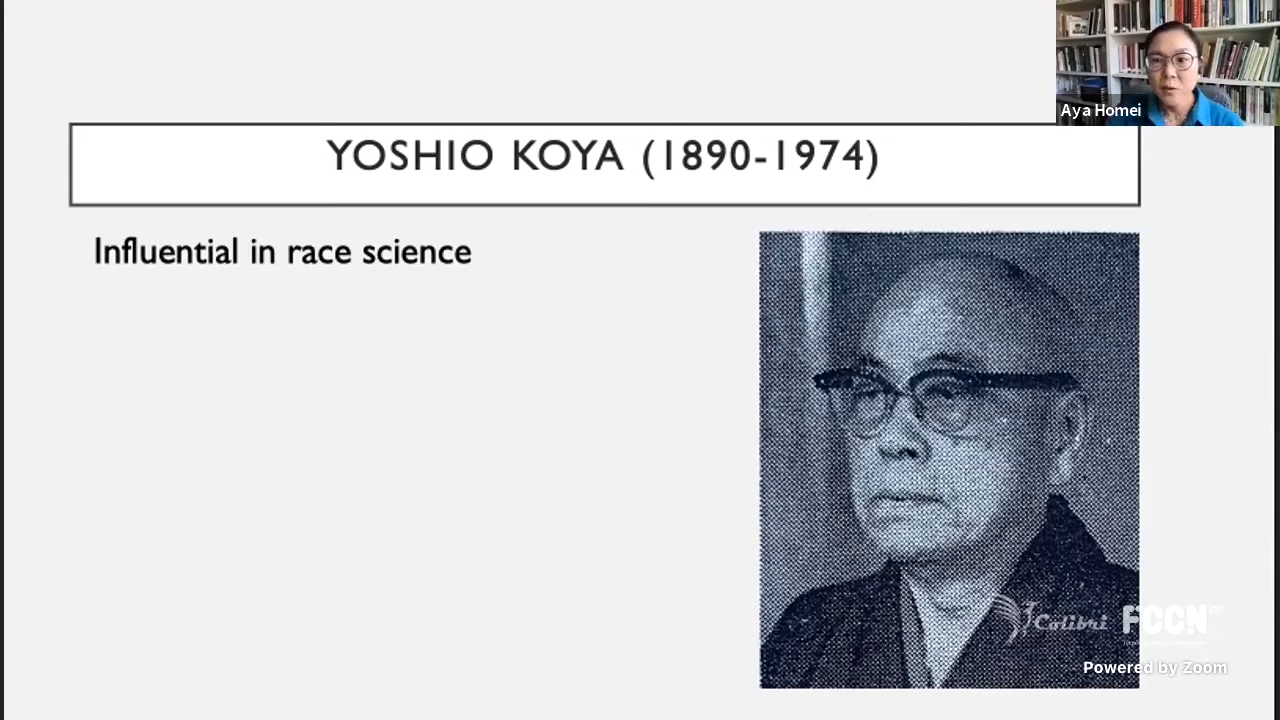 Aya Homei
YOSHIO KOYA (1890-1974)
Influential in race science
Colibri
FCCN
Powered by Zoom